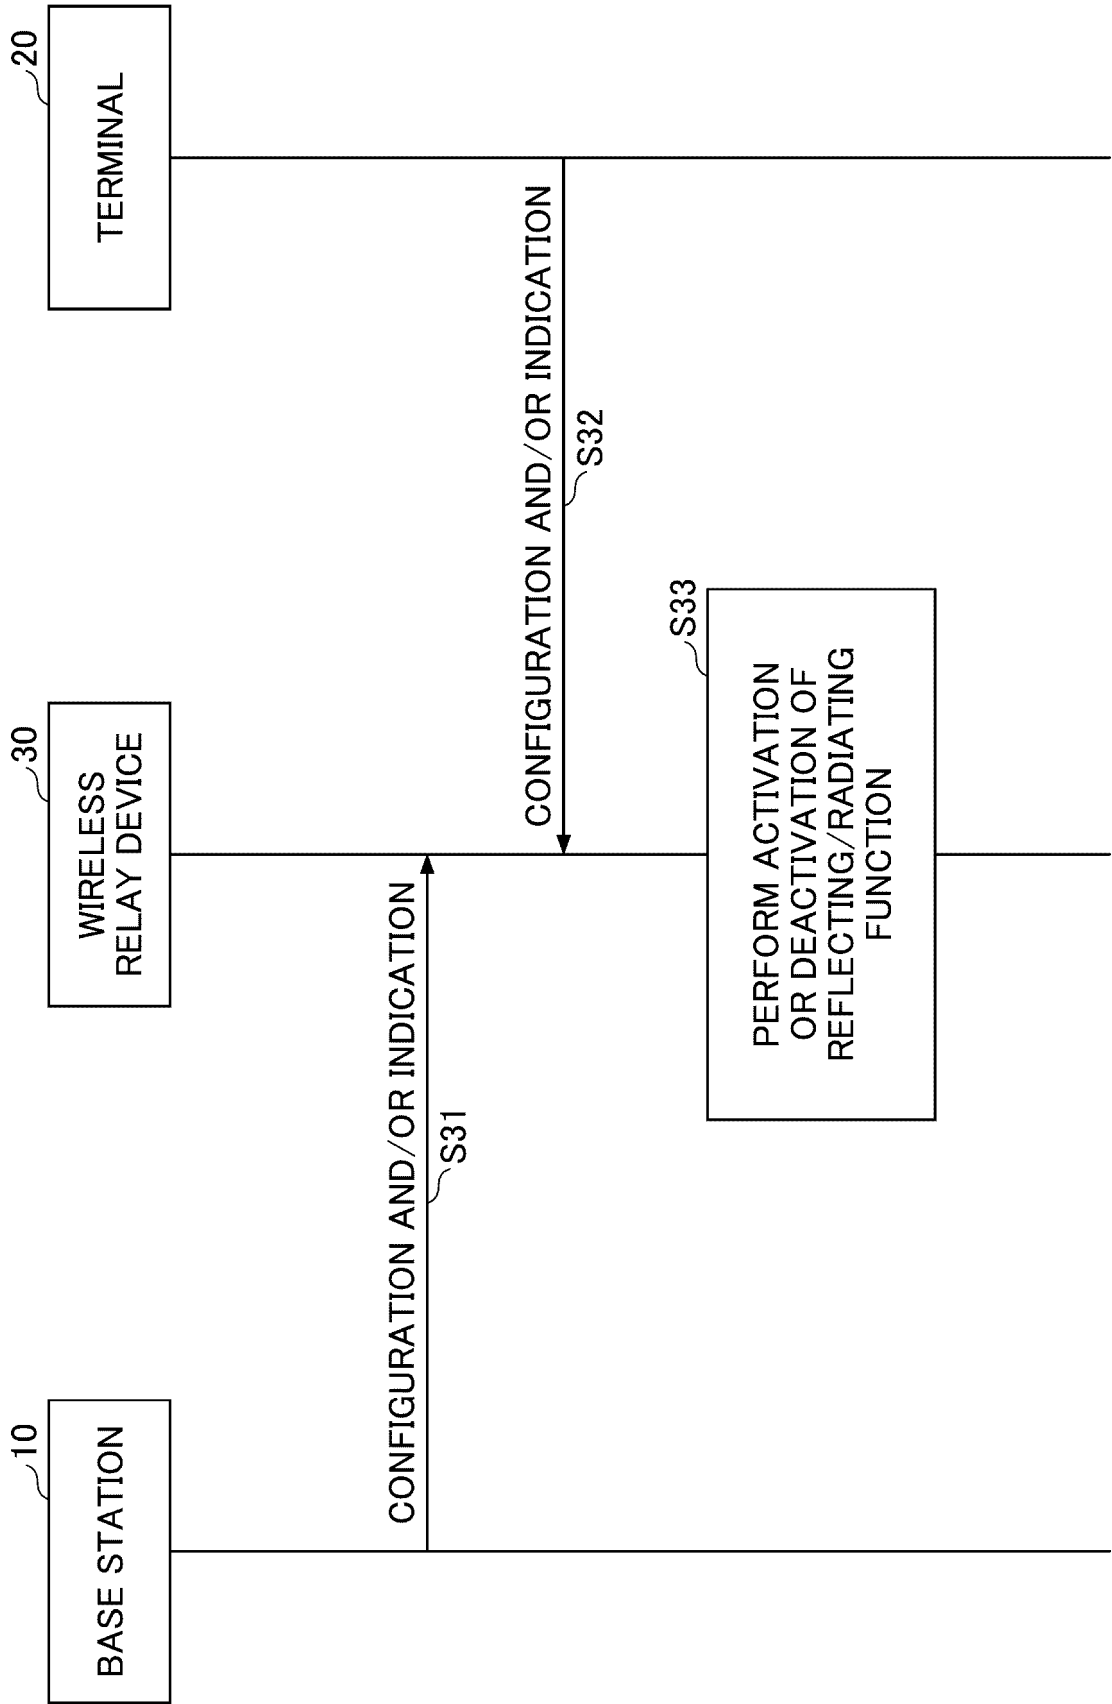 10
BASE STATION
30
WIRELESS
RELAY DEVICE
20
TERMINAL
CONFIGURATION AND/OR INDICATION
S31
CONFIGURATION AND/OR INDICATION
S32
S33
PERFORM ACTIVATION
OR DEACTIVATION OF
REFLECTING/RADIATING
FUNCTION